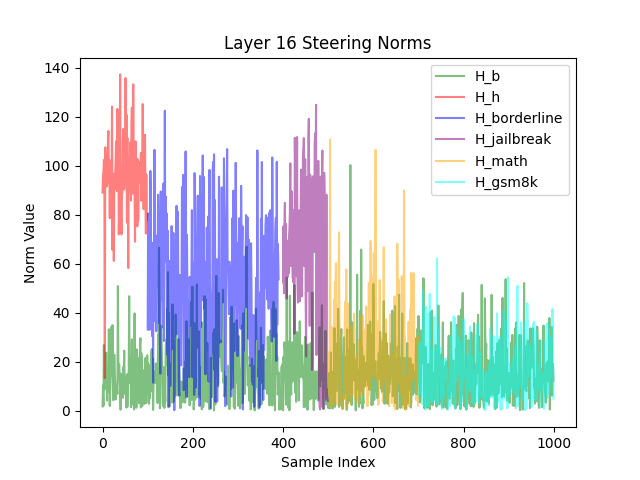 Layer 16 Steering Norms
Norm Value
140
120
100
80
60
40
20
0
0
200
400
600
800
1000
Sample Index
H_b
H_h
H_borderline
H_jailbreak
H_math
H_gsm8k